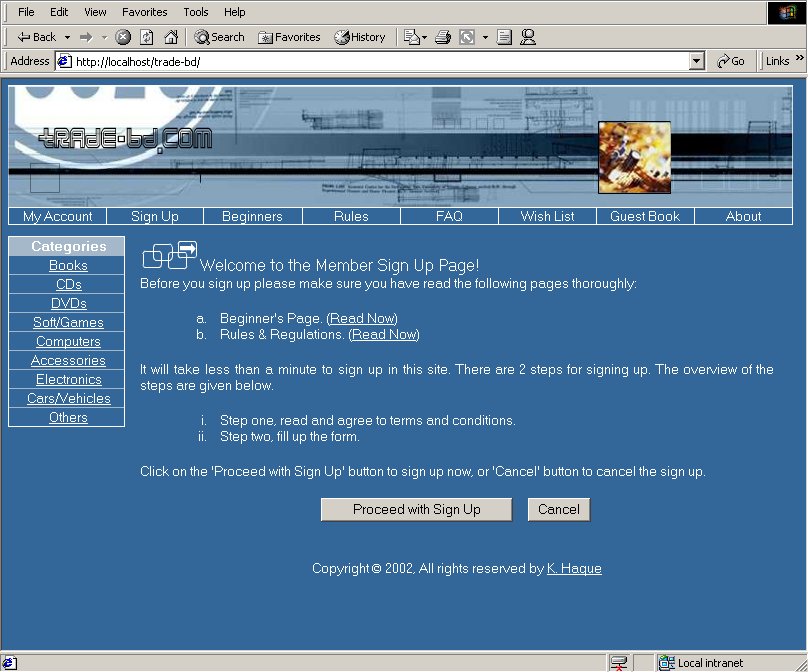 File Edit View Favorites Tools Help
Back Search Favorites History
Address http://localhost/trade-bd/ Go Links »
tRAdE-bd.COM
My Account Sign Up Beginners Rules FAQ Wish List Guest Book About
Categories
Books
CDs
DVDs
Soft/Games
Computers
Accessories
Electronics
Cars/Vehicles
Others
Welcome to the Member Sign Up Page!
Before you sign up please make sure you have read the following pages thoroughly:
a. Beginner's Page. (Read Now)
b. Rules & Regulations. (Read Now)
It will take less than a minute to sign up in this site. There are 2 steps for signing up. The overview of the
steps are given below.
i. Step one, read and agree to terms and conditions.
ii. Step two, fill up the form.
Click on the 'Proceed with Sign Up' button to sign up now, or 'Cancel' button to cancel the sign up.
Proceed with Sign Up Cancel
Copyright © 2002, All rights reserved by K. Haque
Local intranet